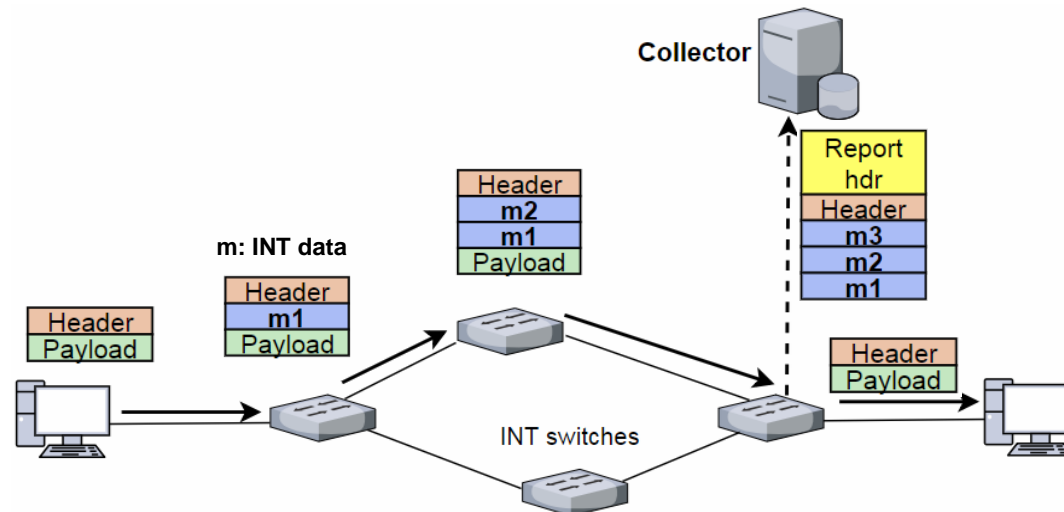 Collector
Report
hdr
Header
m3
m2
m1
Header
m2
m1
Payload
m: INT data
Header
m1
Payload
Header
Payload
Header
Payload
INT switches